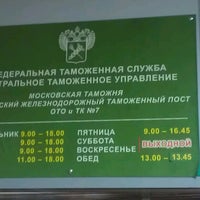 ФЕДЕРАЛЬНАЯ ТАМОЖЕННАЯ СЛУЖБА
ТРАЛЬНОЕ ТАМОЖЕННОЕ УПРАВЛЕНИЕ
МОСКОВСКАЯ ТАМОЖНЯ
СКИЙ ЖЕЛЕЗНОДОРОЖНЫЙ ТАМОЖЕННЫЙ ПОСТ
ОТО и ТК №7
ЛЬНИК 9.00 – 18.00 ПЯТНИЦА 9.00 – 16.45
9.00 – 18.00 СУББОТА ВЫХОДНОЙ
9.00 – 18.00 ВОСКРЕСЕНЬЕ
11.00 – 18.00 ОБЕД 13.00 – 13.45